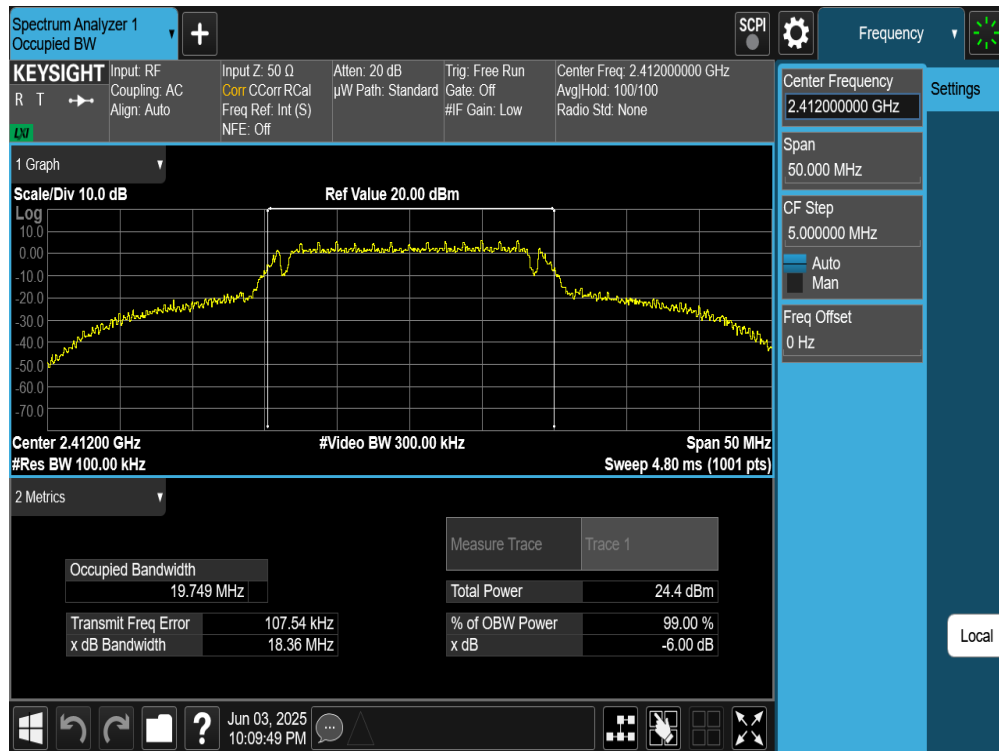 Spectrum Analyzer 1
Occupied BW
+
SCPI
Frequency
KEYSIGHT
R T
LXI
Input: RF
Coupling: AC
Align: Auto
Input Z: 50 Ω
Corr CCorr RCal
Freq Ref: Int (S)
NFE: Off
Atten: 20 dB
µW Path: Standard
Trig: Free Run
Gate: Off
#IF Gain: Low
Center Freq: 2.412000000 GHz
Avg|Hold: 100/100
Radio Std: None
Center Frequency
2.412000000 GHz
Settings
Span
50.000 MHz
CF Step
5.000000 MHz
Auto
Man
Freq Offset
0 Hz
1 Graph
Scale/Div 10.0 dB
Ref Value 20.00 dBm
Log
10.0
0.00
-10.0
-20.0
-30.0
-40.0
-50.0
-60.0
-70.0
Center 2.41200 GHz
#Video BW 300.00 kHz
Span 50 MHz
#Res BW 100.00 kHz
Sweep 4.80 ms (1001 pts)
2 Metrics
Measure Trace
Trace 1
Occupied Bandwidth
19.749 MHz
Total Power
24.4 dBm
Transmit Freq Error
107.54 kHz
% of OBW Power
99.00 %
x dB Bandwidth
18.36 MHz
x dB
-6.00 dB
Local
?
Jun 03, 2025
10:09:49 PM